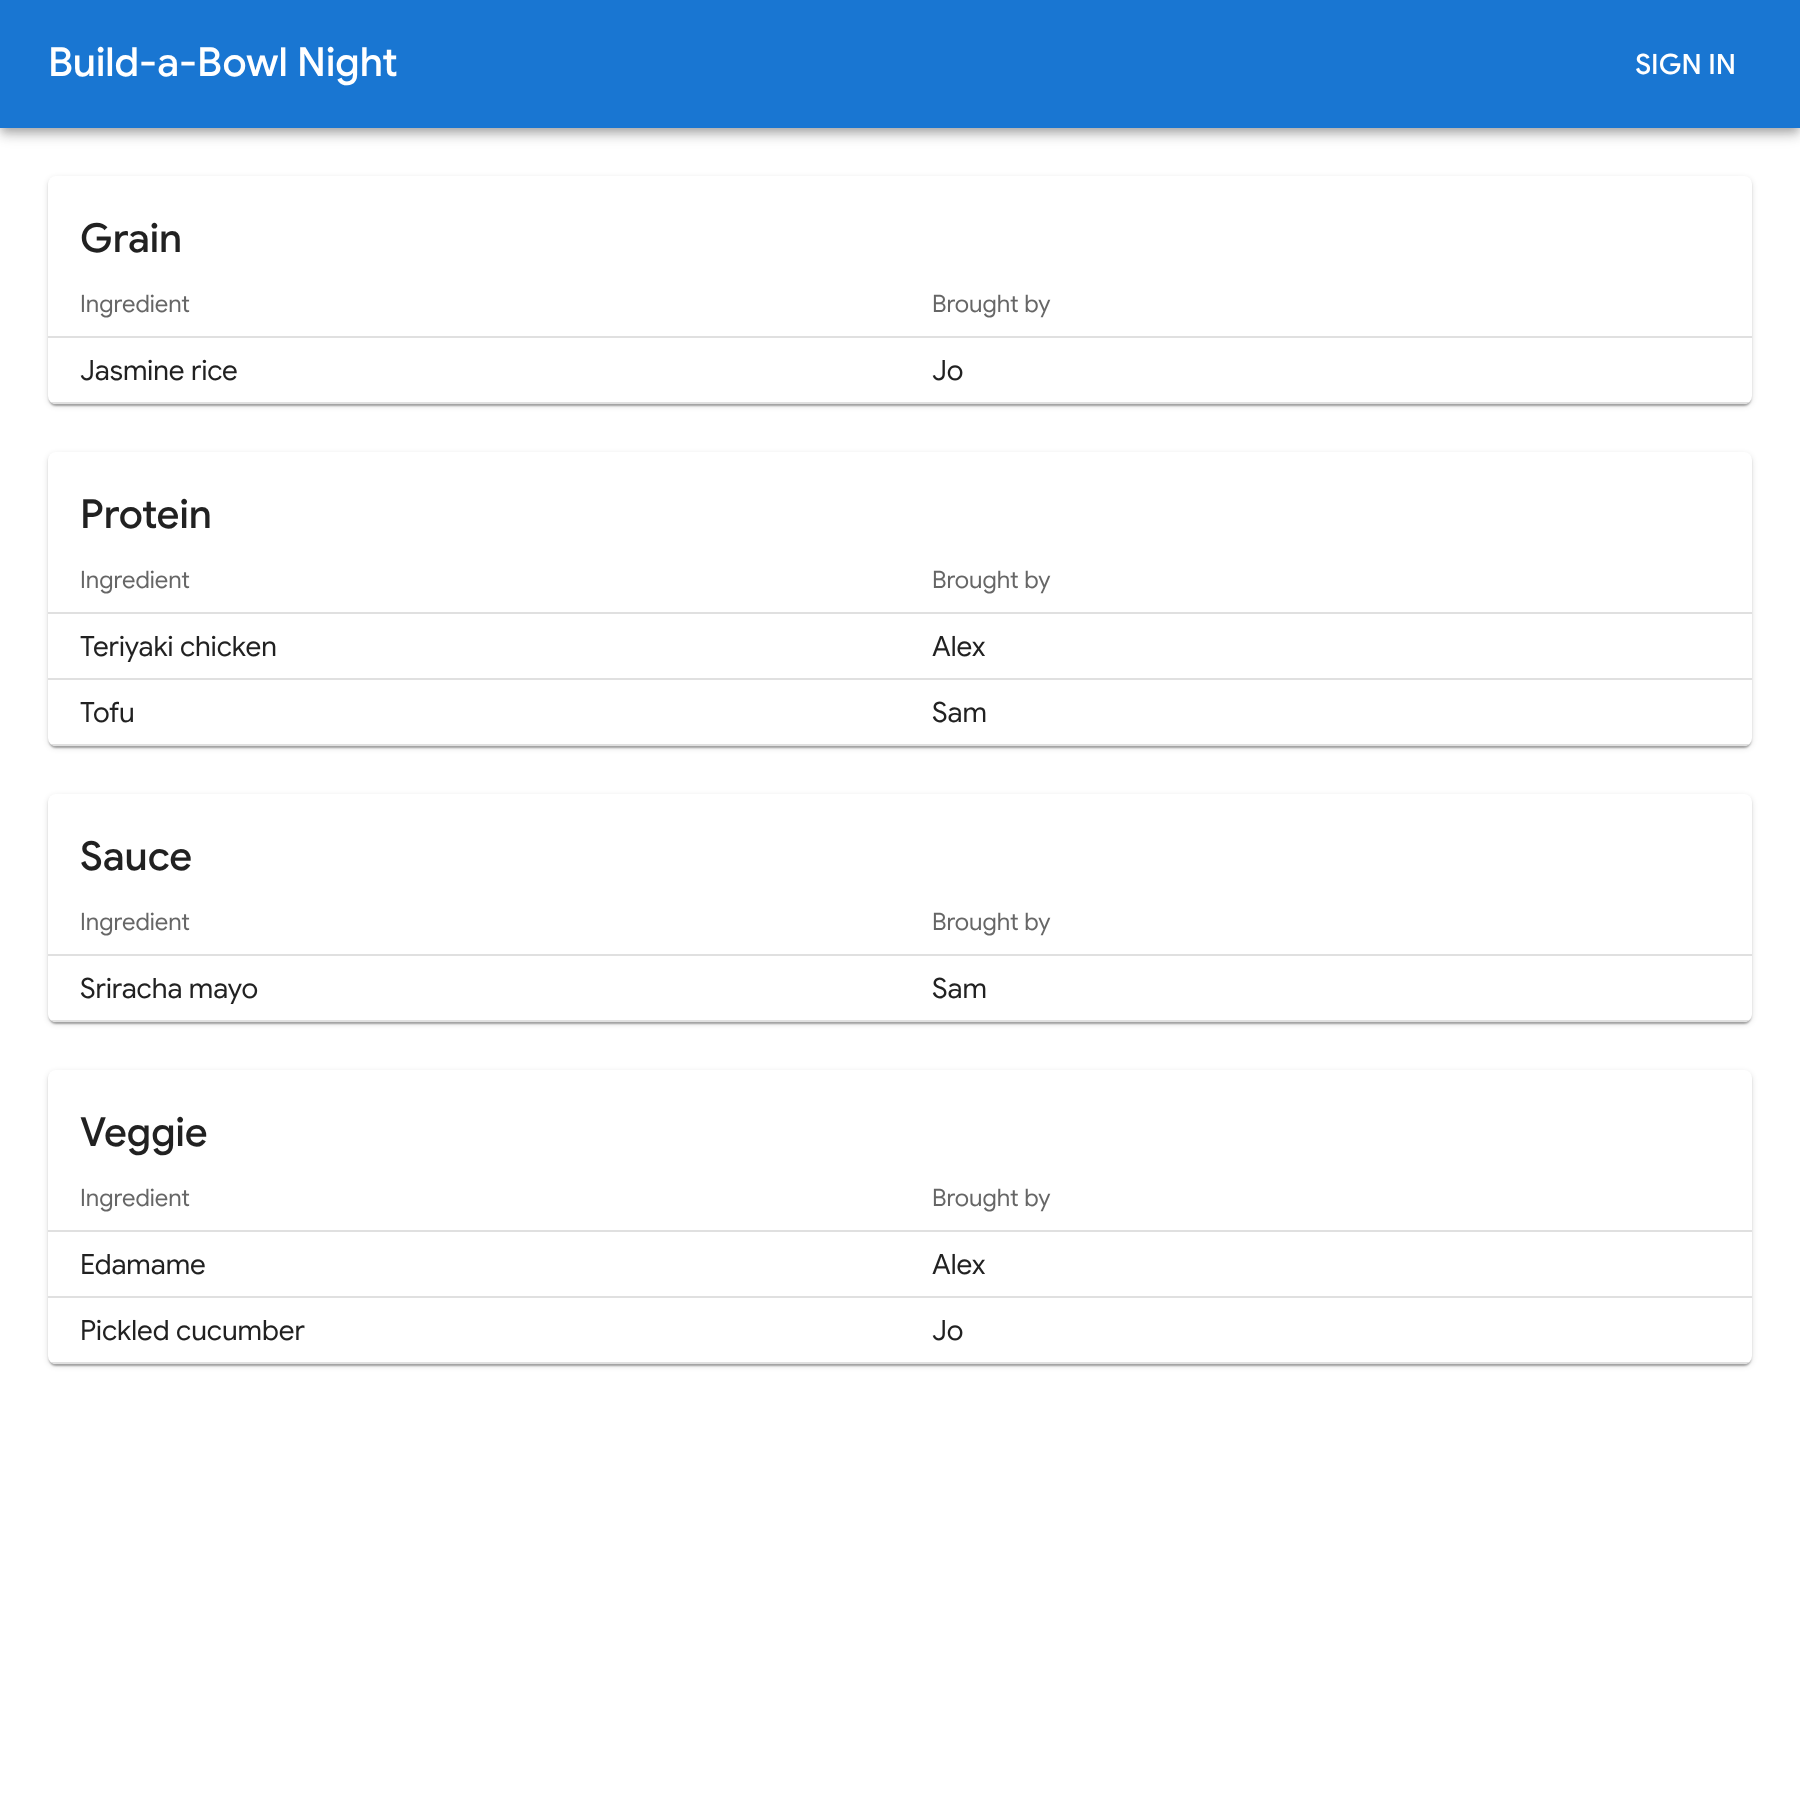 Build-a-Bowl Night SIGN IN
Grain
Ingredient Brought by
Jasmine rice Jo
Protein
Ingredient Brought by
Teriyaki chicken Alex
Tofu Sam
Sauce
Ingredient Brought by
Sriracha mayo Sam
Veggie
Ingredient Brought by
Edamame Alex
Pickled cucumber Jo